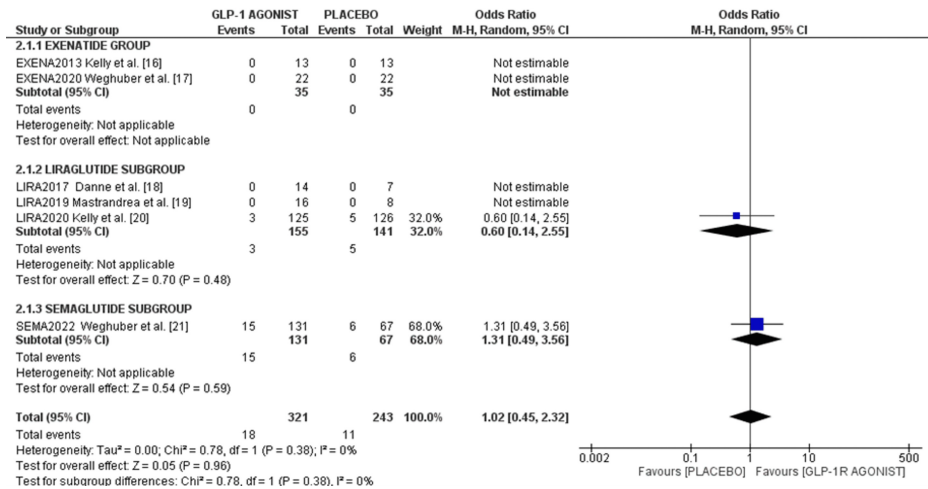 GLP-1 AGONIST PLACEBO Odds Ratio Odds Ratio
Study or Subgroup Events Total Events Total Weight M-H, Random, 95% CI M-H, Random, 95% CI
2.1.1 EXENATIDE GROUP
EXENA2013 Kelly et al. [16] 0 13 0 13 Not estimable
EXENA2020 Weghuber et al. [17] 0 22 0 22 Not estimable
Subtotal (95% CI) 35 35 Not estimable
Total events 0 0
Heterogeneity: Not applicable
Test for overall effect: Not applicable
2.1.2 LIRAGLUTIDE SUBGROUP
LIRA2017 Danne et al. [18] 0 14 0 7 Not estimable
LIRA2019 Mastrandrea et al. [19] 0 16 0 8 Not estimable
LIRA2020 Kelly et al. [20] 3 125 5 126 32.0% 0.60 [0.14, 2.55]
Subtotal (95% CI) 155 141 32.0% 0.60 [0.14, 2.55]
Total events 3 5
Heterogeneity: Not applicable
Test for overall effect: Z = 0.70 (P = 0.48)
2.1.3 SEMAGLUTIDE SUBGROUP
SEMA2022 Weghuber et al. [21] 15 131 6 67 68.0% 1.31 [0.49, 3.56]
Subtotal (95% CI) 131 67 68.0% 1.31 [0.49, 3.56]
Total events 15 6
Heterogeneity: Not applicable
Test for overall effect: Z = 0.54 (P = 0.59)
Total (95% CI) 321 243 100.0% 1.02 [0.45, 2.32]
Total events 18 11
Heterogeneity: Tau² = 0.00; Chi² = 0.78, df = 1 (P = 0.38); I² = 0%
Test for overall effect: Z = 0.05 (P = 0.96)
Test for subgroup differences: Chi² = 0.78, df = 1 (P = 0.38), I² = 0%
0.002 0.1 1 10 500
Favours [PLACEBO] Favours [GLP-1R AGONIST]